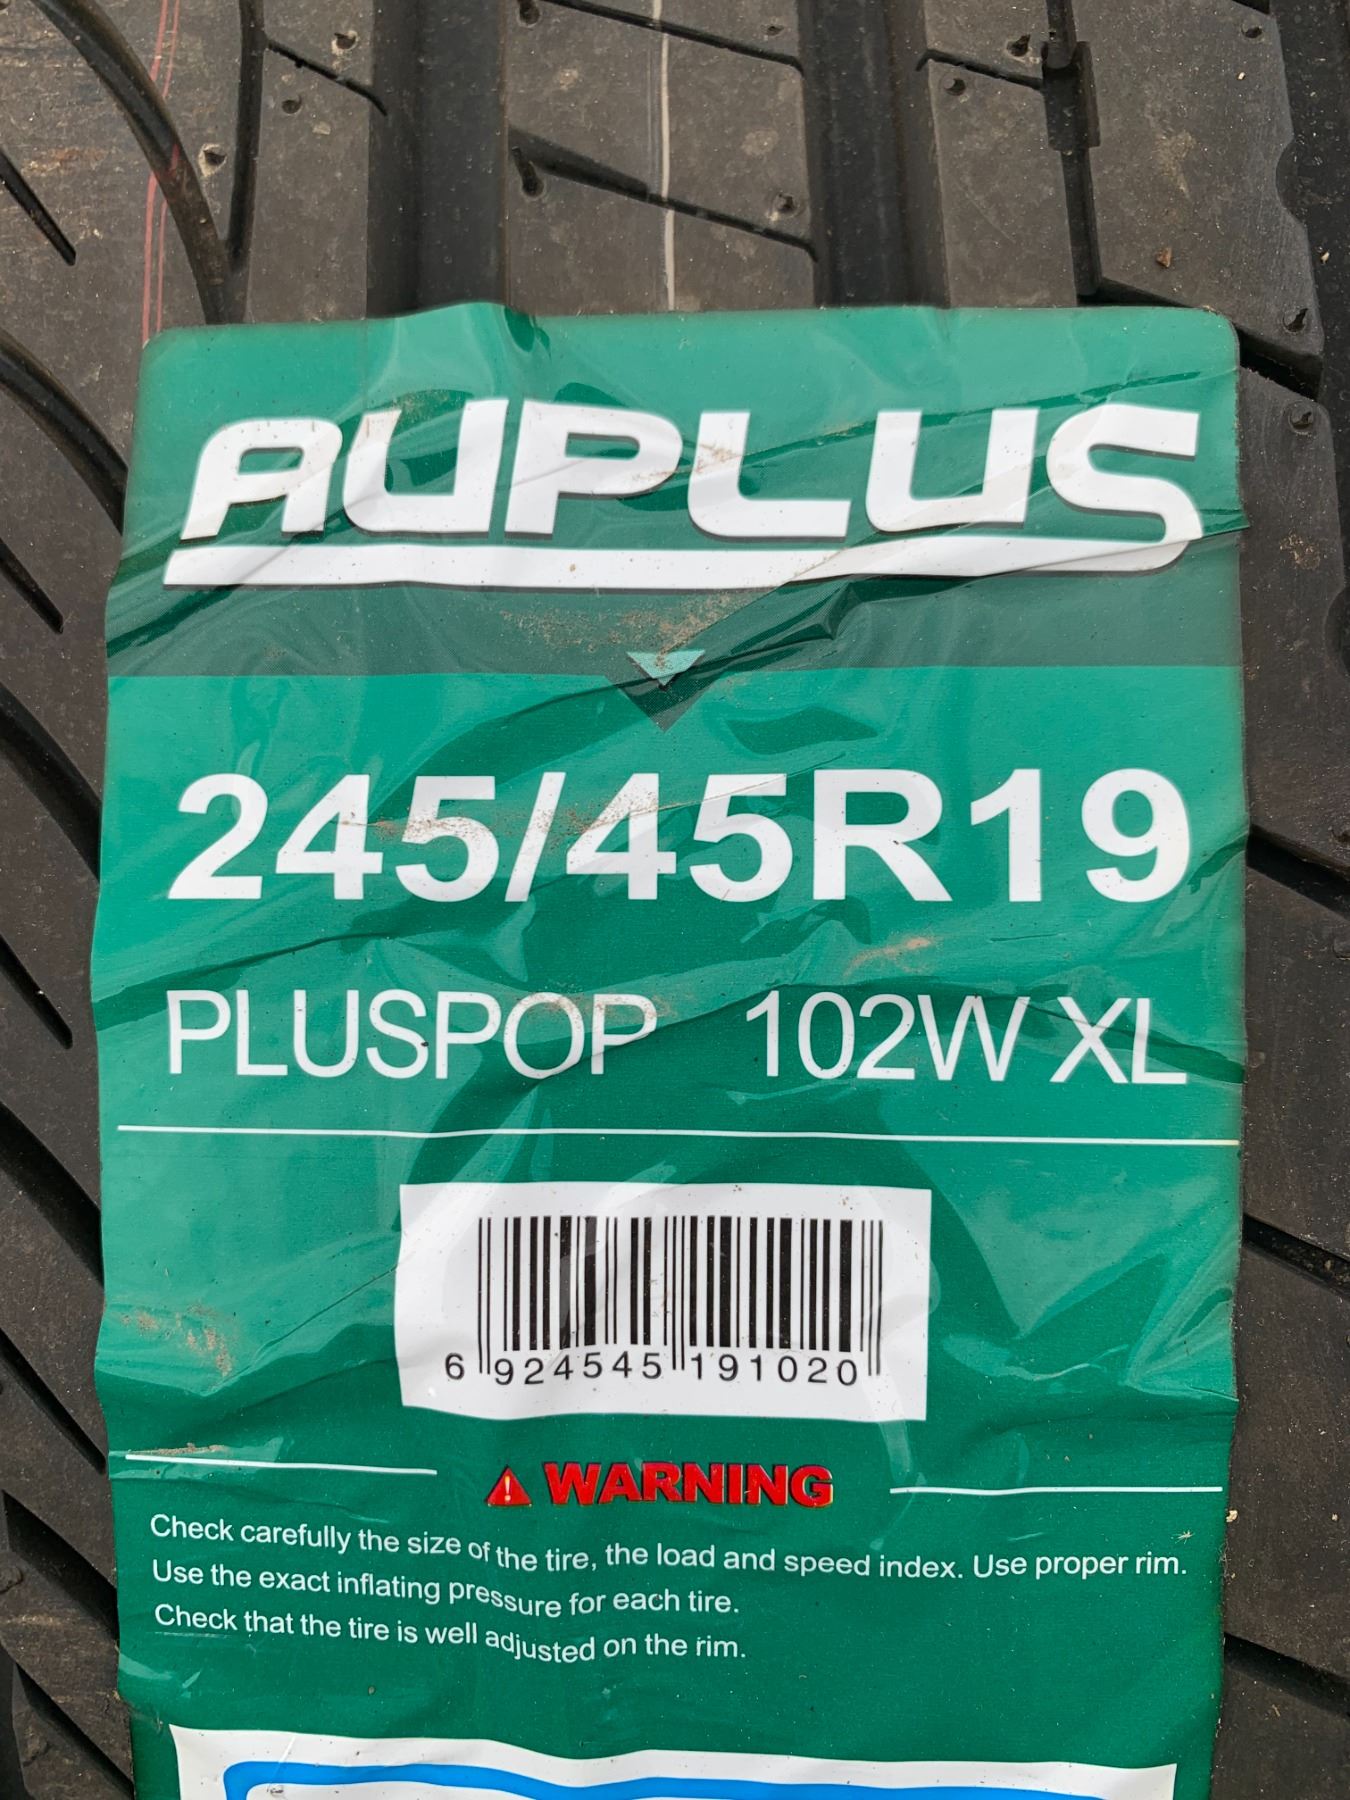 AUPLUS
245/45R19
PLUSPOP 102W XL
6 924545 191020
WARNING
Check carefully the size of the tire, the load and speed index. Use proper rim.
Use the exact inflating pressure for each tire.
Check that the tire is well adjusted on the rim.